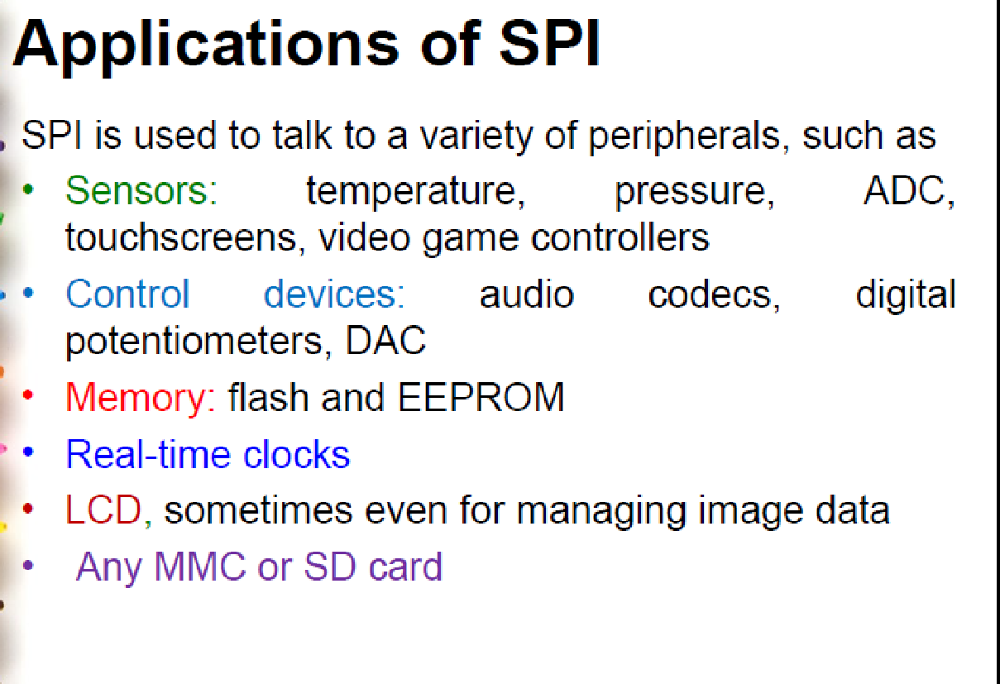 Applications of SPI
SPI is used to talk to a variety of peripherals, such as
• Sensors: temperature, pressure, ADC,
touchscreens, video game controllers
• Control devices: audio codecs, digital
potentiometers, DAC
• Memory: flash and EEPROM
• Real-time clocks
• LCD, sometimes even for managing image data
• Any MMC or SD card